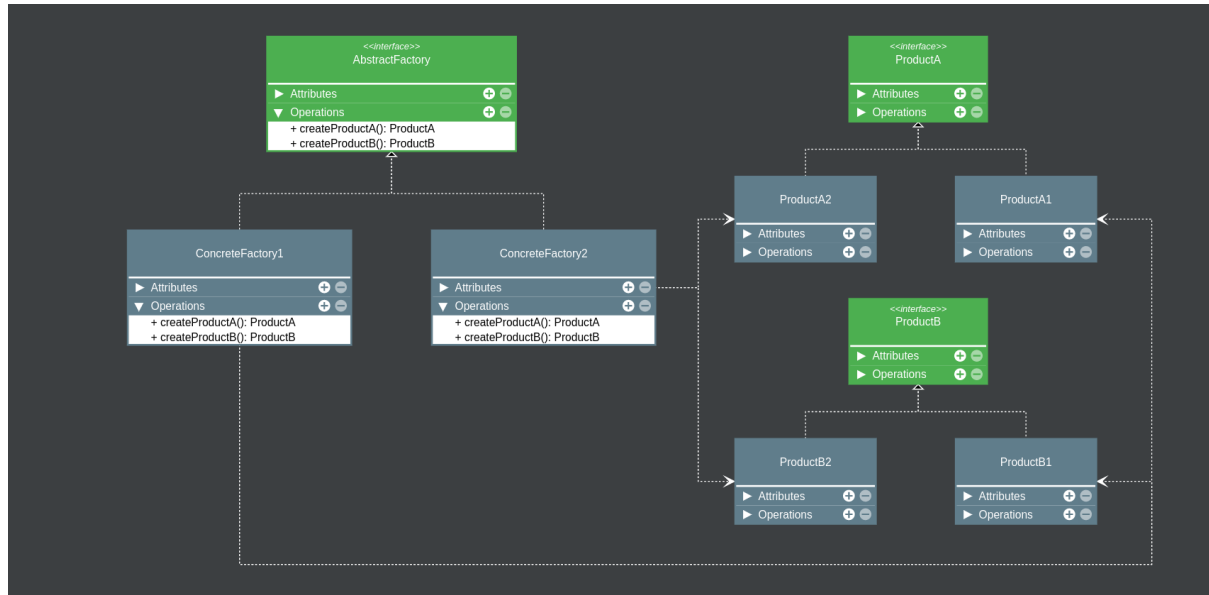 <<interface>>
AbstractFactory
Attributes
Operations
+ createProductA(): ProductA
+ createProductB(): ProductB
<<interface>>
ProductA
Attributes
Operations
ProductA2
Attributes
Operations
ProductA1
Attributes
Operations
ConcreteFactory1
Attributes
Operations
+ createProductA(): ProductA
+ createProductB(): ProductB
ConcreteFactory2
Attributes
Operations
+ createProductA(): ProductA
+ createProductB(): ProductB
<<interface>>
ProductB
Attributes
Operations
ProductB2
Attributes
Operations
ProductB1
Attributes
Operations